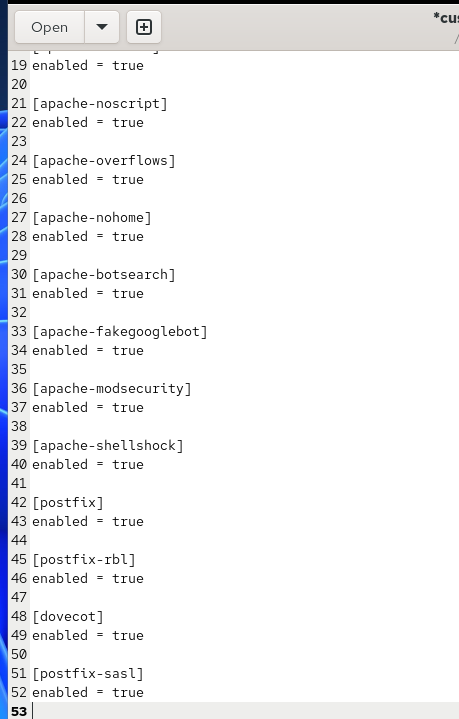 Open
*cus
19 enabled = true
20
21 [apache-noscript]
22 enabled = true
23
24 [apache-overflows]
25 enabled = true
26
27 [apache-nohome]
28 enabled = true
29
30 [apache-botsearch]
31 enabled = true
32
33 [apache-fakegooglebot]
34 enabled = true
35
36 [apache-modsecurity]
37 enabled = true
38
39 [apache-shellshock]
40 enabled = true
41
42 [postfix]
43 enabled = true
44
45 [postfix-rbl]
46 enabled = true
47
48 [dovecot]
49 enabled = true
50
51 [postfix-sasl]
52 enabled = true
53